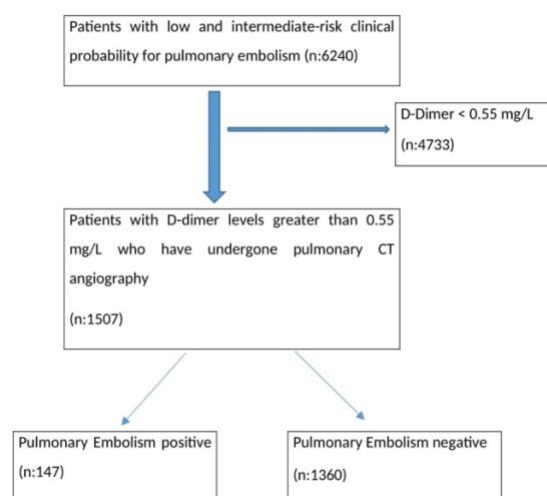 Patients with low and intermediate-risk clinical
probability for pulmonary embolism (n:6240)
D-Dimer < 0.55 mg/L
(n:4733)
Patients with D-dimer levels greater than 0.55
mg/L who have undergone pulmonary CT
angiography
(n:1507)
Pulmonary Embolism positive
(n:147)
Pulmonary Embolism negative
(n:1360)